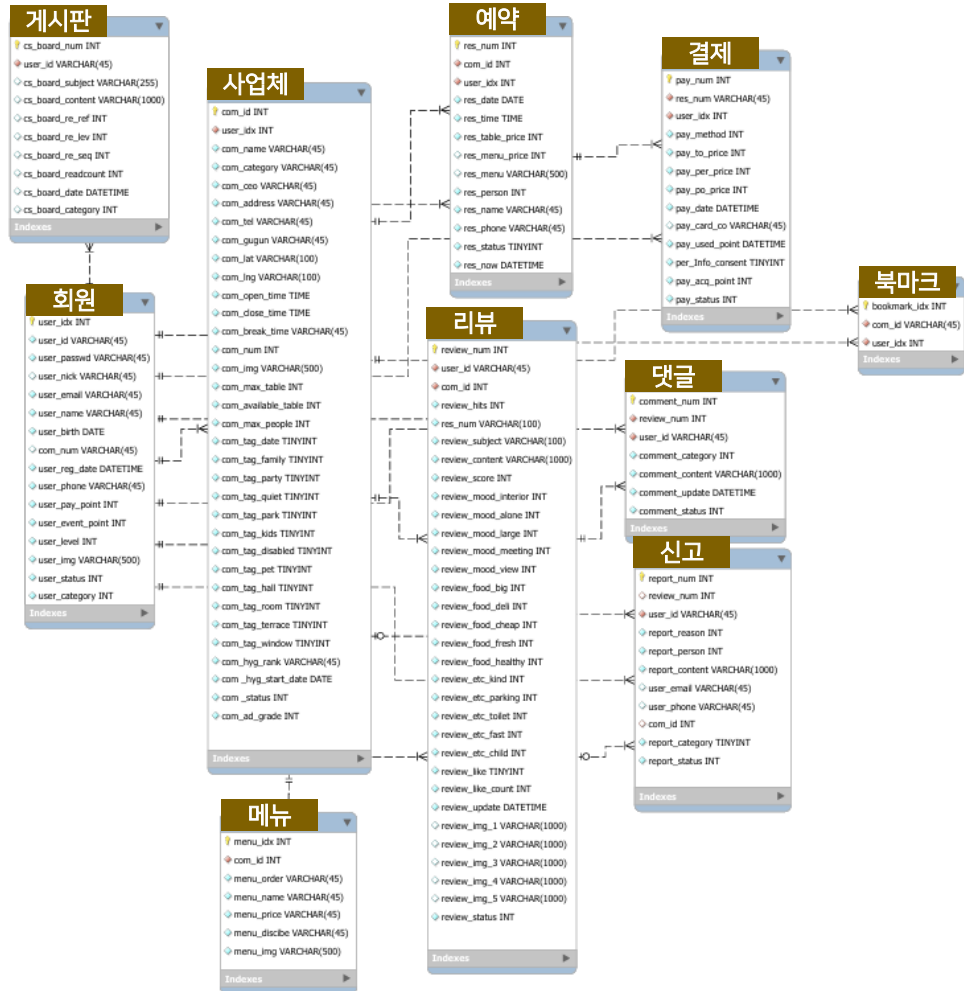 게시판
cs_board_num INT
user_id VARCHAR(45)
cs_board_subject VARCHAR(255)
cs_board_content VARCHAR(1000)
cs_board_re_ref INT
cs_board_re_lev INT
cs_board_re_seq INT
cs_board_readcount INT
cs_board_date DATETIME
cs_board_category INT
Indexes
회원
user_idx INT
user_id VARCHAR(45)
user_passwd VARCHAR(45)
user_nick VARCHAR(45)
user_email VARCHAR(45)
user_name VARCHAR(45)
user_birth DATE
com_num VARCHAR(45)
user_reg_date DATETIME
user_phone VARCHAR(45)
user_pay_point INT
user_event_point INT
user_level INT
user_img VARCHAR(500)
user_status INT
user_category INT
Indexes
사업체
com_id INT
user_idx INT
com_name VARCHAR(45)
com_category VARCHAR(45)
com_ceo VARCHAR(45)
com_address VARCHAR(45)
com_tel VARCHAR(45)
com_gugun VARCHAR(45)
com_lat VARCHAR(100)
com_lng VARCHAR(100)
com_open_time TIME
com_close_time TIME
com_break_time VARCHAR(45)
com_num INT
com_img VARCHAR(500)
com_max_table INT
com_available_table INT
com_max_people INT
com_tag_date TINYINT
com_tag_family TINYINT
com_tag_party TINYINT
com_tag_quiet TINYINT
com_tag_park TINYINT
com_tag_kids TINYINT
com_tag_disabled TINYINT
com_tag_pet TINYINT
com_tag_hall TINYINT
com_tag_room TINYINT
com_tag_terrace TINYINT
com_tag_window TINYINT
com_hyg_rank VARCHAR(45)
com _hyg_start_date DATE
com _status INT
com_ad_grade INT
Indexes
메뉴
menu_idx INT
com_id INT
menu_order VARCHAR(45)
menu_name VARCHAR(45)
menu_price VARCHAR(45)
menu_discibe VARCHAR(45)
menu_img VARCHAR(500)
Indexes
예약
res_num INT
com_id INT
user_idx INT
res_date DATE
res_time TIME
res_table_price INT
res_menu_price INT
res_menu VARCHAR(500)
res_person INT
res_name VARCHAR(45)
res_phone VARCHAR(45)
res_status TINYINT
res_now DATETIME
Indexes
리뷰
review_num INT
user_id VARCHAR(45)
com_id INT
review_hits INT
res_num VARCHAR(100)
review_subject VARCHAR(100)
review_content VARCHAR(1000)
review_score INT
review_mood_interior INT
review_mood_alone INT
review_mood_large INT
review_mood_meeting INT
review_mood_view INT
review_food_big INT
review_food_deli INT
review_food_cheap INT
review_food_fresh INT
review_food_healthy INT
review_etc_kind INT
review_etc_parking INT
review_etc_toilet INT
review_etc_fast INT
review_etc_child INT
review_like TINYINT
review_like_count INT
review_update DATETIME
review_img_1 VARCHAR(1000)
review_img_2 VARCHAR(1000)
review_img_3 VARCHAR(1000)
review_img_4 VARCHAR(1000)
review_img_5 VARCHAR(1000)
review_status INT
Indexes
결제
pay_num INT
res_num VARCHAR(45)
user_idx INT
pay_method INT
pay_to_price INT
pay_per_price INT
pay_po_price INT
pay_date DATETIME
pay_card_co VARCHAR(45)
pay_used_point DATETIME
per_Info_consent TINYINT
pay_acq_point INT
pay_status INT
Indexes
북마크
bookmark_idx INT
com_id VARCHAR(45)
user_idx INT
Indexes
댓글
comment_num INT
review_num INT
user_id VARCHAR(45)
comment_category INT
comment_content VARCHAR(1000)
comment_update DATETIME
comment_status INT
Indexes
신고
report_num INT
review_num INT
user_id VARCHAR(45)
report_reason INT
report_person INT
report_content VARCHAR(1000)
user_email VARCHAR(45)
user_phone VARCHAR(45)
com_id INT
report_category TINYINT
report_status INT
Indexes